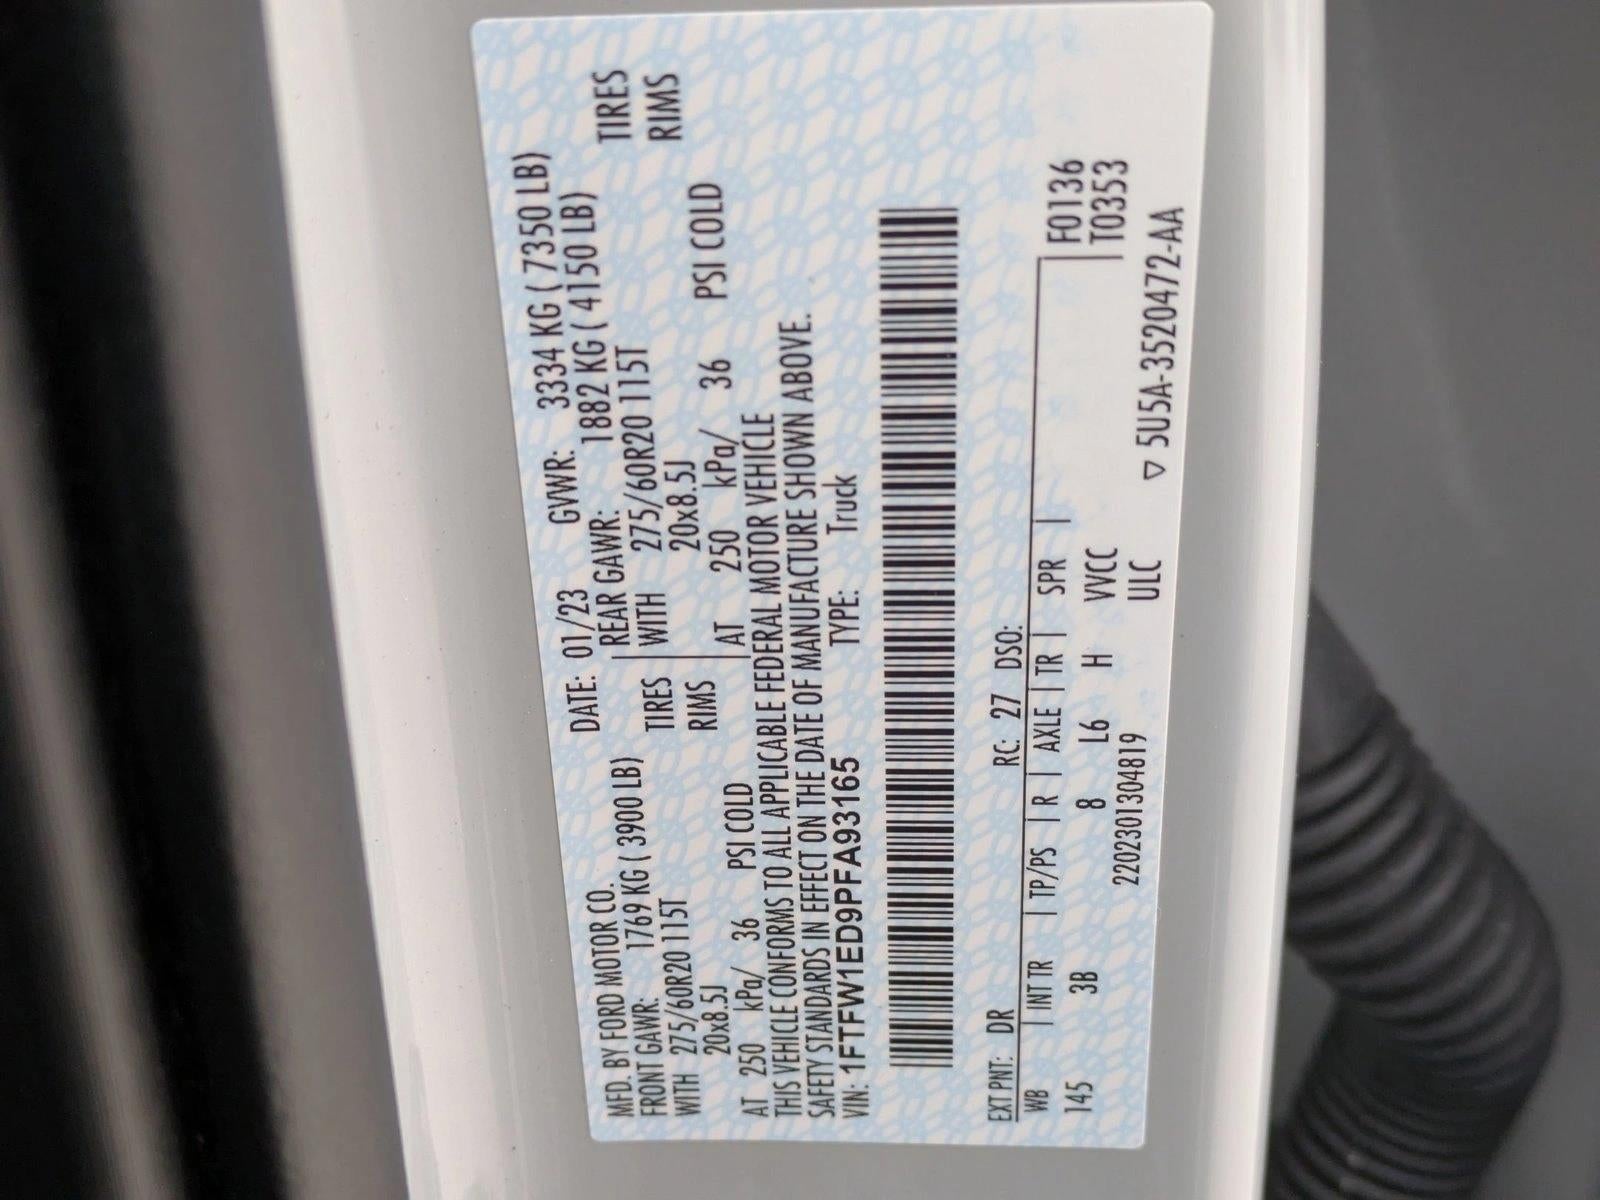 MFD. BY FORD MOTOR CO.
DATE: 01/23 GVWR: 3334 KG ( 7350 LB)
FRONT GAWR: 1769 KG ( 3900 LB) REAR GAWR: 1882 KG ( 4150 LB)
WITH 275/60R20 115T TIRES WITH 275/60R20 115T TIRES
20x8.5J RIMS 20x8.5J RIMS
AT 250 kPa/ 36 PSI COLD AT 250 kPa/ 36 PSI COLD
THIS VEHICLE CONFORMS TO ALL APPLICABLE FEDERAL MOTOR VEHICLE
SAFETY STANDARDS IN EFFECT ON THE DATE OF MANUFACTURE SHOWN ABOVE.
VIN: 1FTFW1ED9PFA93165 TYPE: Truck
EXT PNT: DR RC: 27 DSO:
WB INT TR TP/PS R AXLE TR SPR F0136
145 3B 8 L6 H VVCC T0353
2202301304819 ULC
▽ 5U5A-3520472-AA